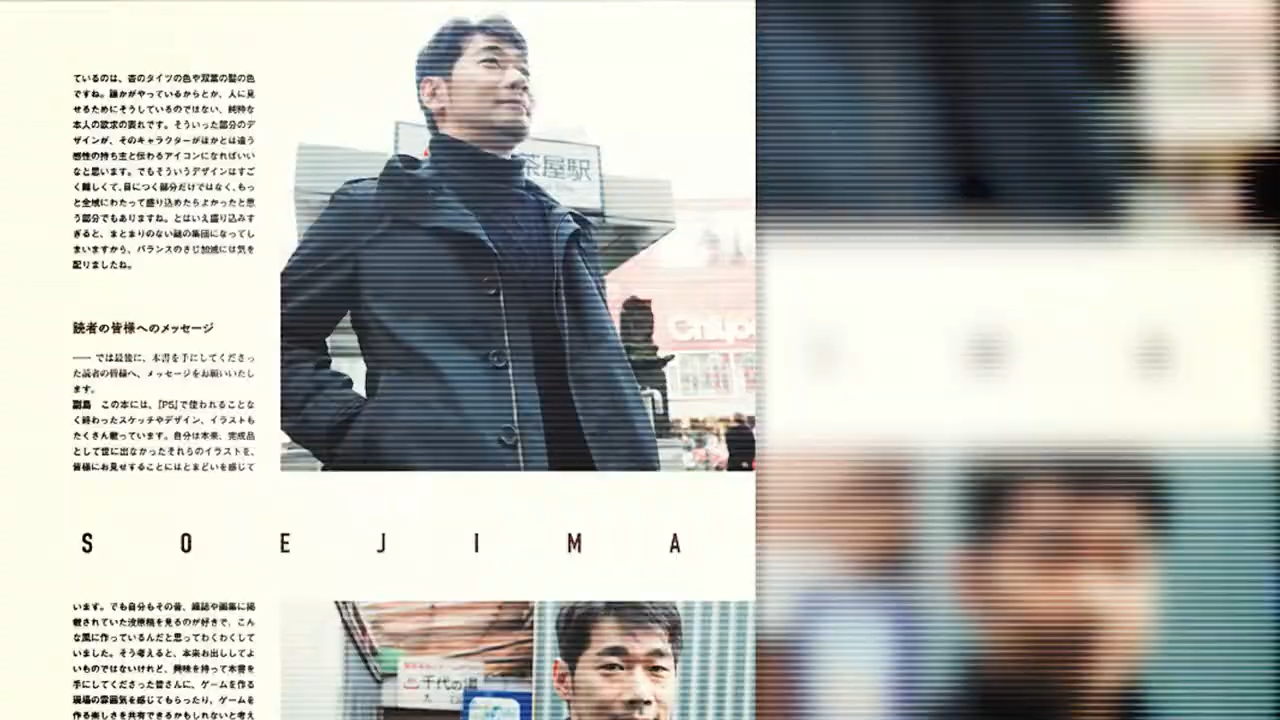 ているのは、杏のタイツの色や双葉の髪の色
ですね。誰かがやっているからとか、人に見
せるためにそうしているのではない、純粋な
本人の欲求の表れです。そういった部分のデ
ザインが、そのキャラクターがほかとは違う
感性の持ち主と伝わるアイコンになればいい
なと思います。でもそういうデザインはすご
く難しくて、目につく部分だけではなく、もっ
と全域にわたって盛り込めたらよかったと思
う部分でもありますね。とはいえ盛り込みす
ぎると、まとまりのない謎の集団になってし
まいますから、バランスのさじ加減には気を
配りましたね。
読者の皆様へのメッセージ
── では最後に、本書を手にしてくださっ
た読者の皆様へ、メッセージをお願いいたし
ます。
副島 この本には、『P5』で使われることな
く終わったスケッチやデザイン、イラストも
たくさん載っています。自分は本来、完成品
として世に出なかったそれらのイラストを、
皆様にお見せすることにはとまどいを感じて
茶屋駅
SOEJIMA
います。でも自分もその昔、雑誌や画集に掲
載されていた没原稿を見るのが好きで、こん
な風に作っているんだと思ってわくわくして
いました。そう考えると、本来お出ししてよ
いものではないけれど、興味を持って本書を
手にしてくださった皆さんに、ゲームを作る
現場の雰囲気を感じてもらったり、ゲームを
作る楽しさを共有できるかもしれないと考え
千代の湯